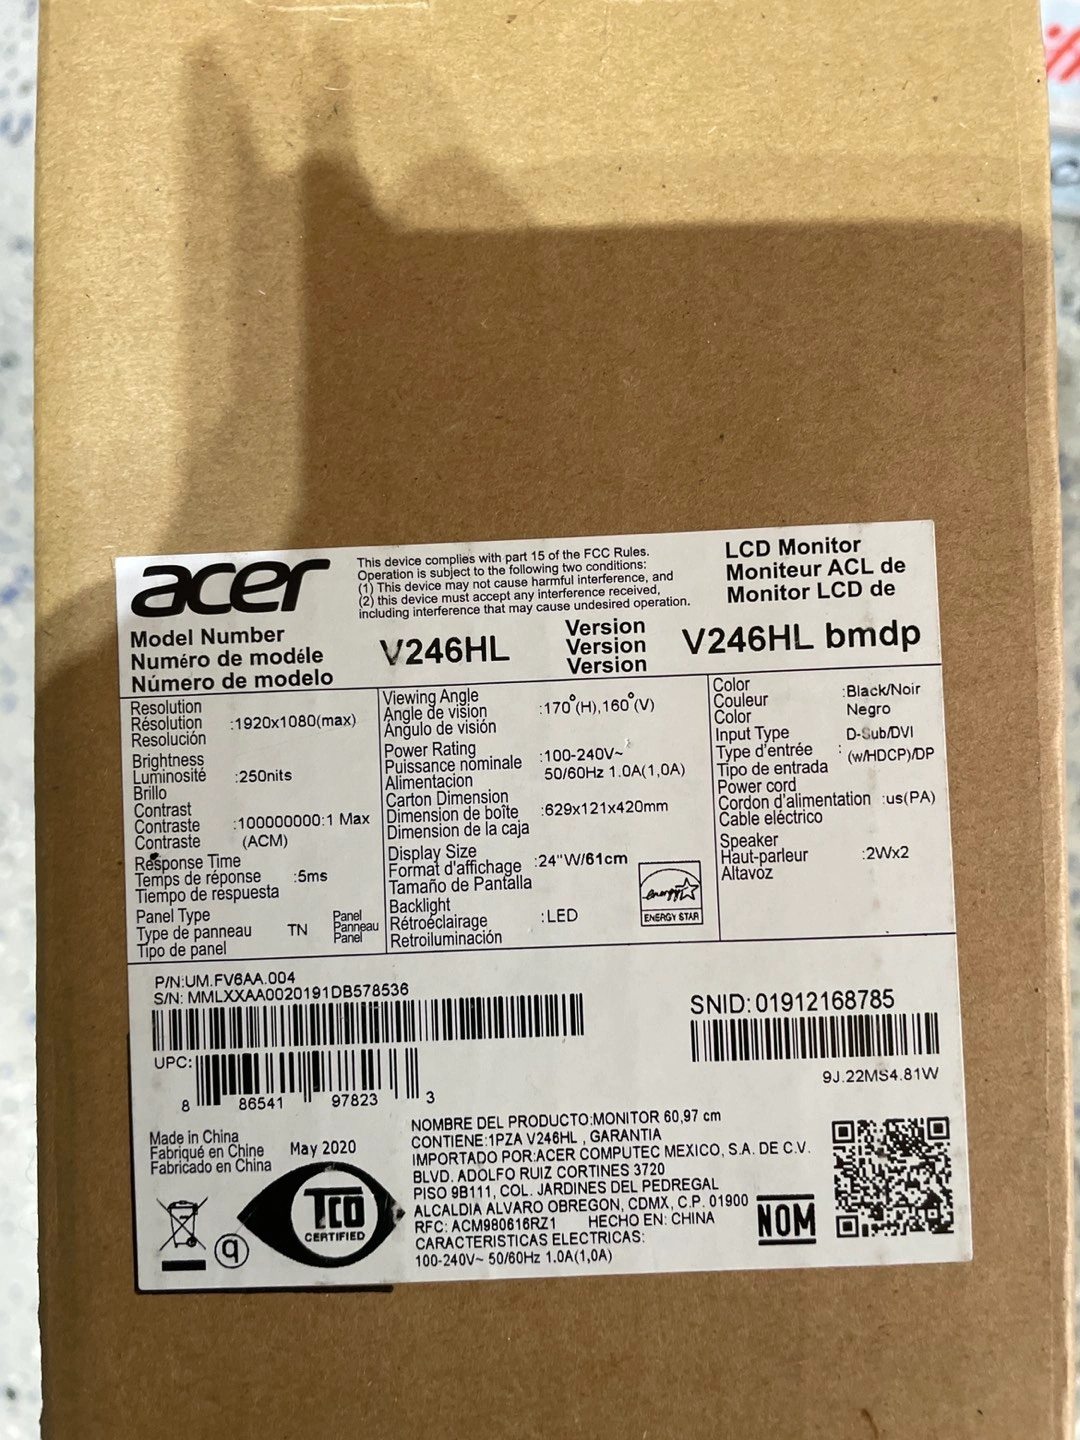 acer
This device complies with part 15 of the FCC Rules.
Operation is subject to the following two conditions:
(1) This device may not cause harmful interference, and
(2) this device must accept any interference received,
including interference that may cause undesired operation.
LCD Monitor
Moniteur ACL de
Monitor LCD de
Model Number
Numéro de modéle
Número de modelo
V246HL
Version
Version
Version
V246HL bmdp
Resolution
Résolution
Resolución
:1920x1080(max)
Brightness
Luminosité
Brillo
:250nits
Contrast
Contraste
Contraste
:100000000:1 Max
(ACM)
Response Time
Temps de réponse
Tiempo de respuesta
:5ms
Panel Type
Type de panneau
Tipo de panel
TN
Panel
Panneau
Panel
Viewing Angle
Angle de vision
Ángulo de visión
:170°(H),160°(V)
Power Rating
Puissance nominale
Alimentacion
:100-240V~
50/60Hz 1.0A(1,0A)
Carton Dimension
Dimension de boîte
Dimension de la caja
:629x121x420mm
Display Size
Format d'affichage
Tamaño de Pantalla
:24"W/61cm
Backlight
Rétroéclairage
Retroiluminación
:LED
energy
ENERGY STAR
Color
Couleur
Color
:Black/Noir
Negro
Input Type
Type d'entrée
Tipo de entrada
: D-Sub/DVI
(w/HDCP)/DP
Power cord
Cordon d'alimentation
Cable eléctrico
:us(PA)
Speaker
Haut-parleur
Altavoz
:2Wx2
P/N:UM.FV6AA.004
S/N: MMLXXAA0020191DB578536
UPC:
8 86541 97823 3
SNID:01912168785
9J.22MS4.81W
Made in China
Fabriqué en Chine
Fabricado en China
May 2020
TCO
CERTIFIED
q
NOMBRE DEL PRODUCTO:MONITOR 60,97 cm
CONTIENE:1PZA V246HL , GARANTIA
IMPORTADO POR:ACER COMPUTEC MEXICO, S.A. DE C.V.
BLVD. ADOLFO RUIZ CORTINES 3720
PISO 9B111, COL. JARDINES DEL PEDREGAL
ALCALDIA ALVARO OBREGON, CDMX, C.P. 01900
RFC: ACM980616RZ1 HECHO EN: CHINA
CARACTERISTICAS ELECTRICAS:
100-240V~ 50/60Hz 1.0A(1,0A)
NOM